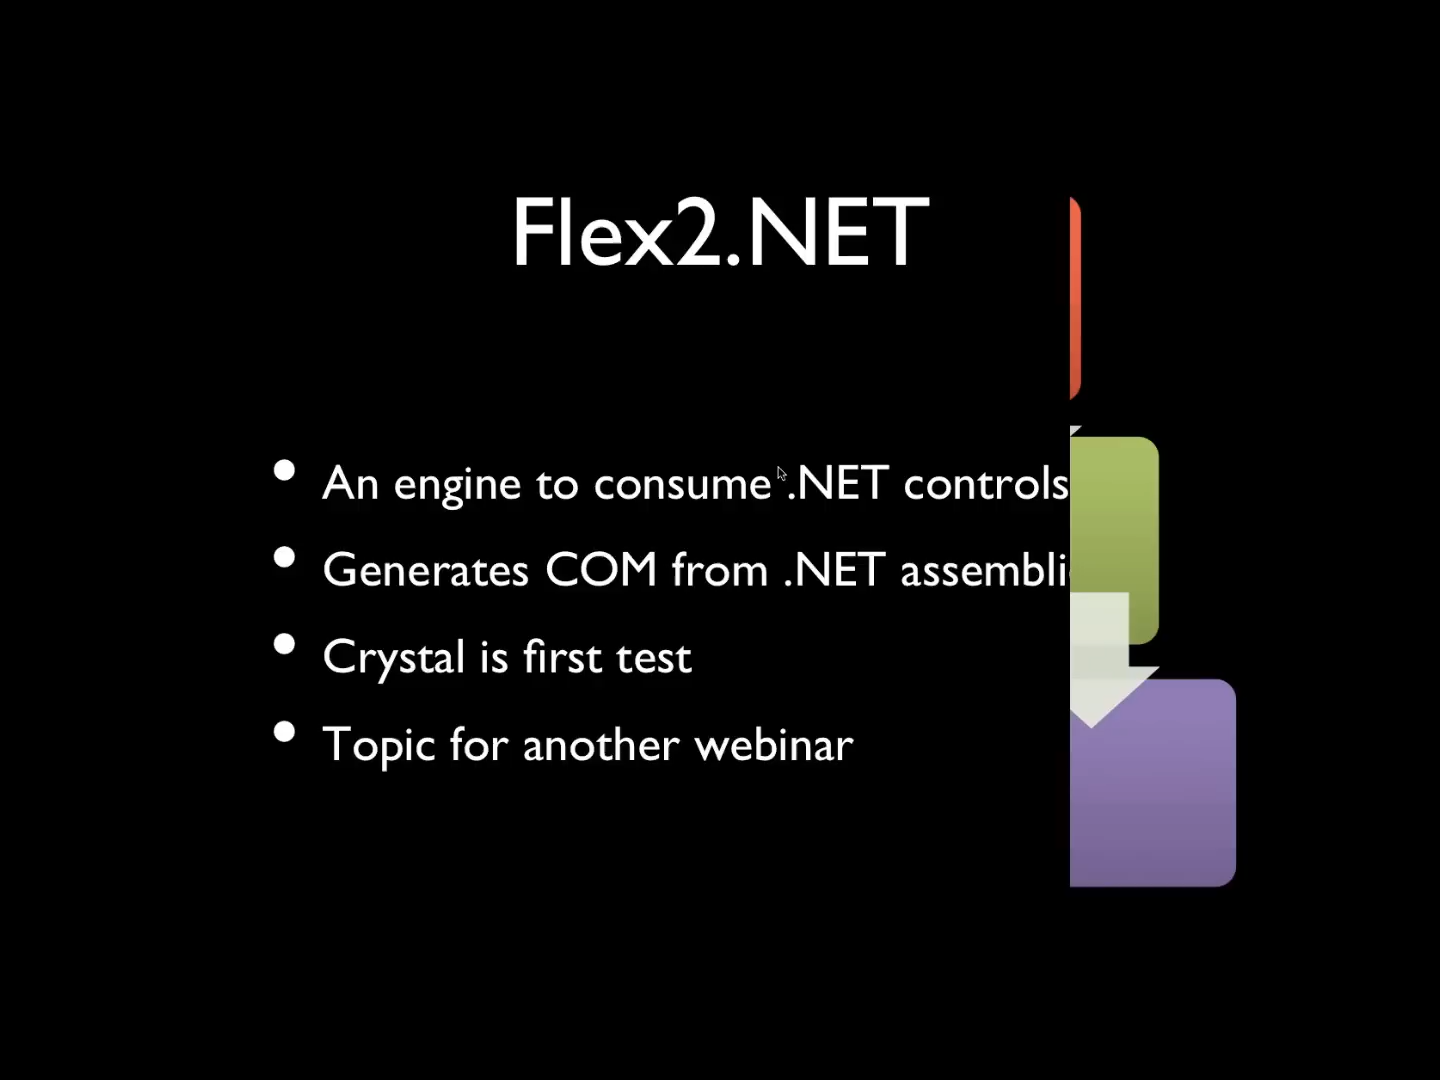 Flex2.NET
• An engine to consume .NET controls
• Generates COM from .NET
• Crystal is first test
• Topic for another webinar